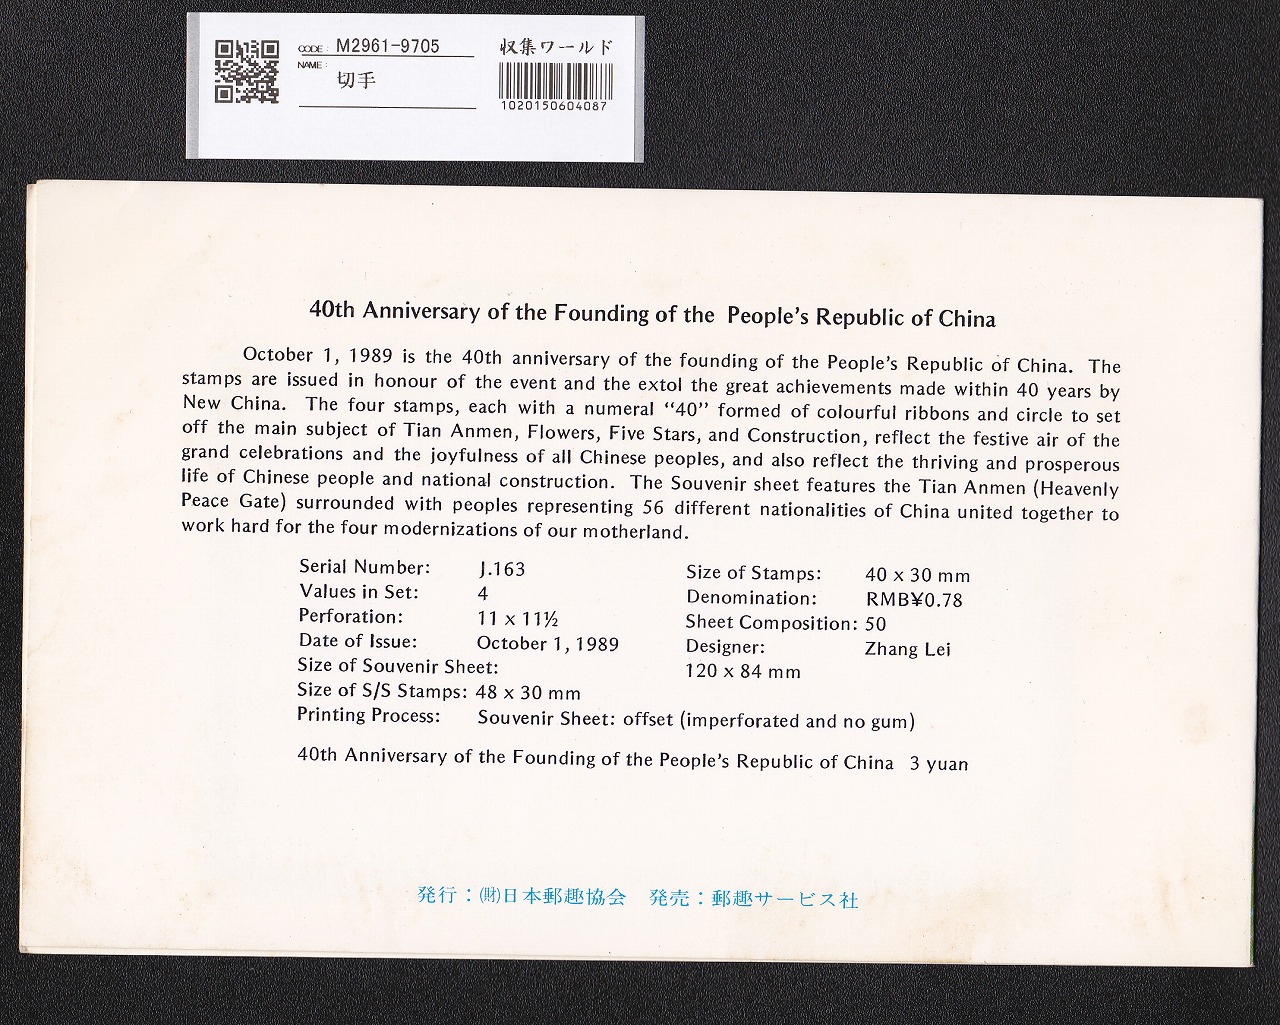 CODE: M2961-9705
NAME:
切手
収集ワールド
1020150604087
40th Anniversary of the Founding of the People's Republic of China
October 1, 1989 is the 40th anniversary of the founding of the People's Republic of China. The
stamps are issued in honour of the event and the extol the great achievements made within 40 years by
New China. The four stamps, each with a numeral “40” formed of colourful ribbons and circle to set
off the main subject of Tian Anmen, Flowers, Five Stars, and Construction, reflect the festive air of the
grand celebrations and the joyfulness of all Chinese peoples, and also reflect the thriving and prosperous
life of Chinese people and national construction. The Souvenir sheet features the Tian Anmen (Heavenly
Peace Gate) surrounded with peoples representing 56 different nationalities of China united together to
work hard for the four modernizations of our motherland.
Serial Number: J.163
Values in Set: 4
Perforation: 11 x 11½
Date of Issue: October 1, 1989
Size of Stamps: 40 x 30 mm
Denomination: RMB¥0.78
Sheet Composition: 50
Designer: Zhang Lei
Size of Souvenir Sheet: 120 x 84 mm
Size of S/S Stamps: 48 x 30 mm
Printing Process: Souvenir Sheet: offset (imperforated and no gum)
40th Anniversary of the Founding of the People's Republic of China 3 yuan
発行：㈶日本郵趣協会 発売：郵趣サービス社